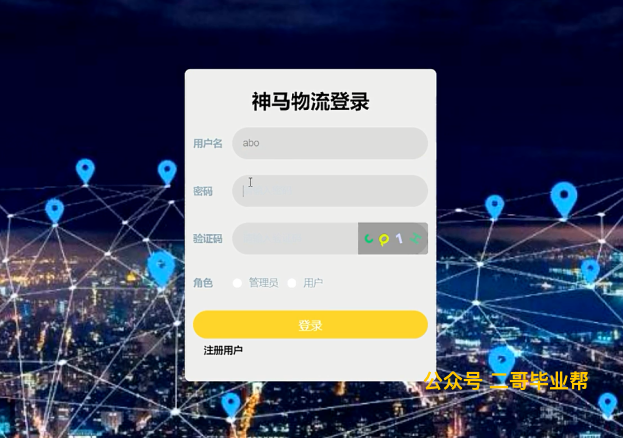 神马物流登录
用户名 abo
密码
验证码
角色 管理员 用户
登录
注册用户
公众号 二哥毕业帮